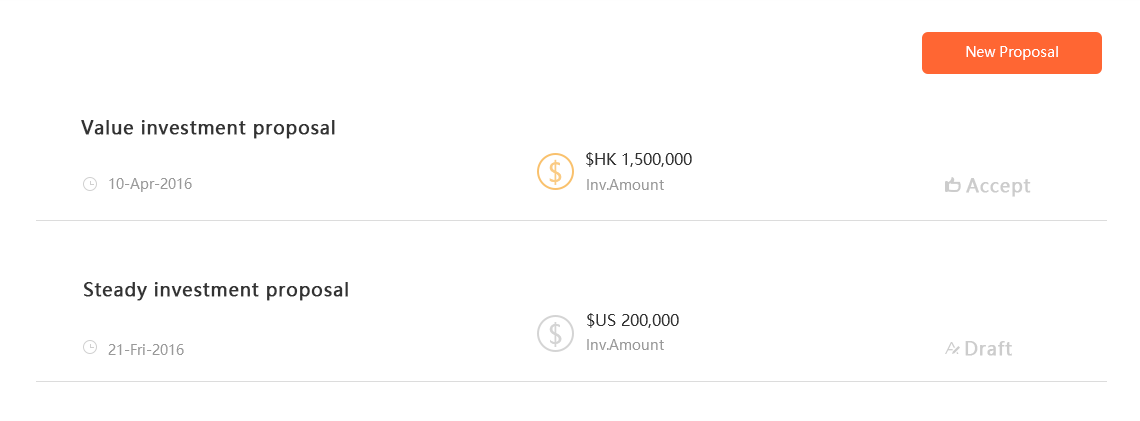 New Proposal
Value investment proposal
10-Apr-2016
$
$HK 1,500,000
Inv.Amount
Accept
Steady investment proposal
21-Fri-2016
$
$US 200,000
Inv.Amount
Draft